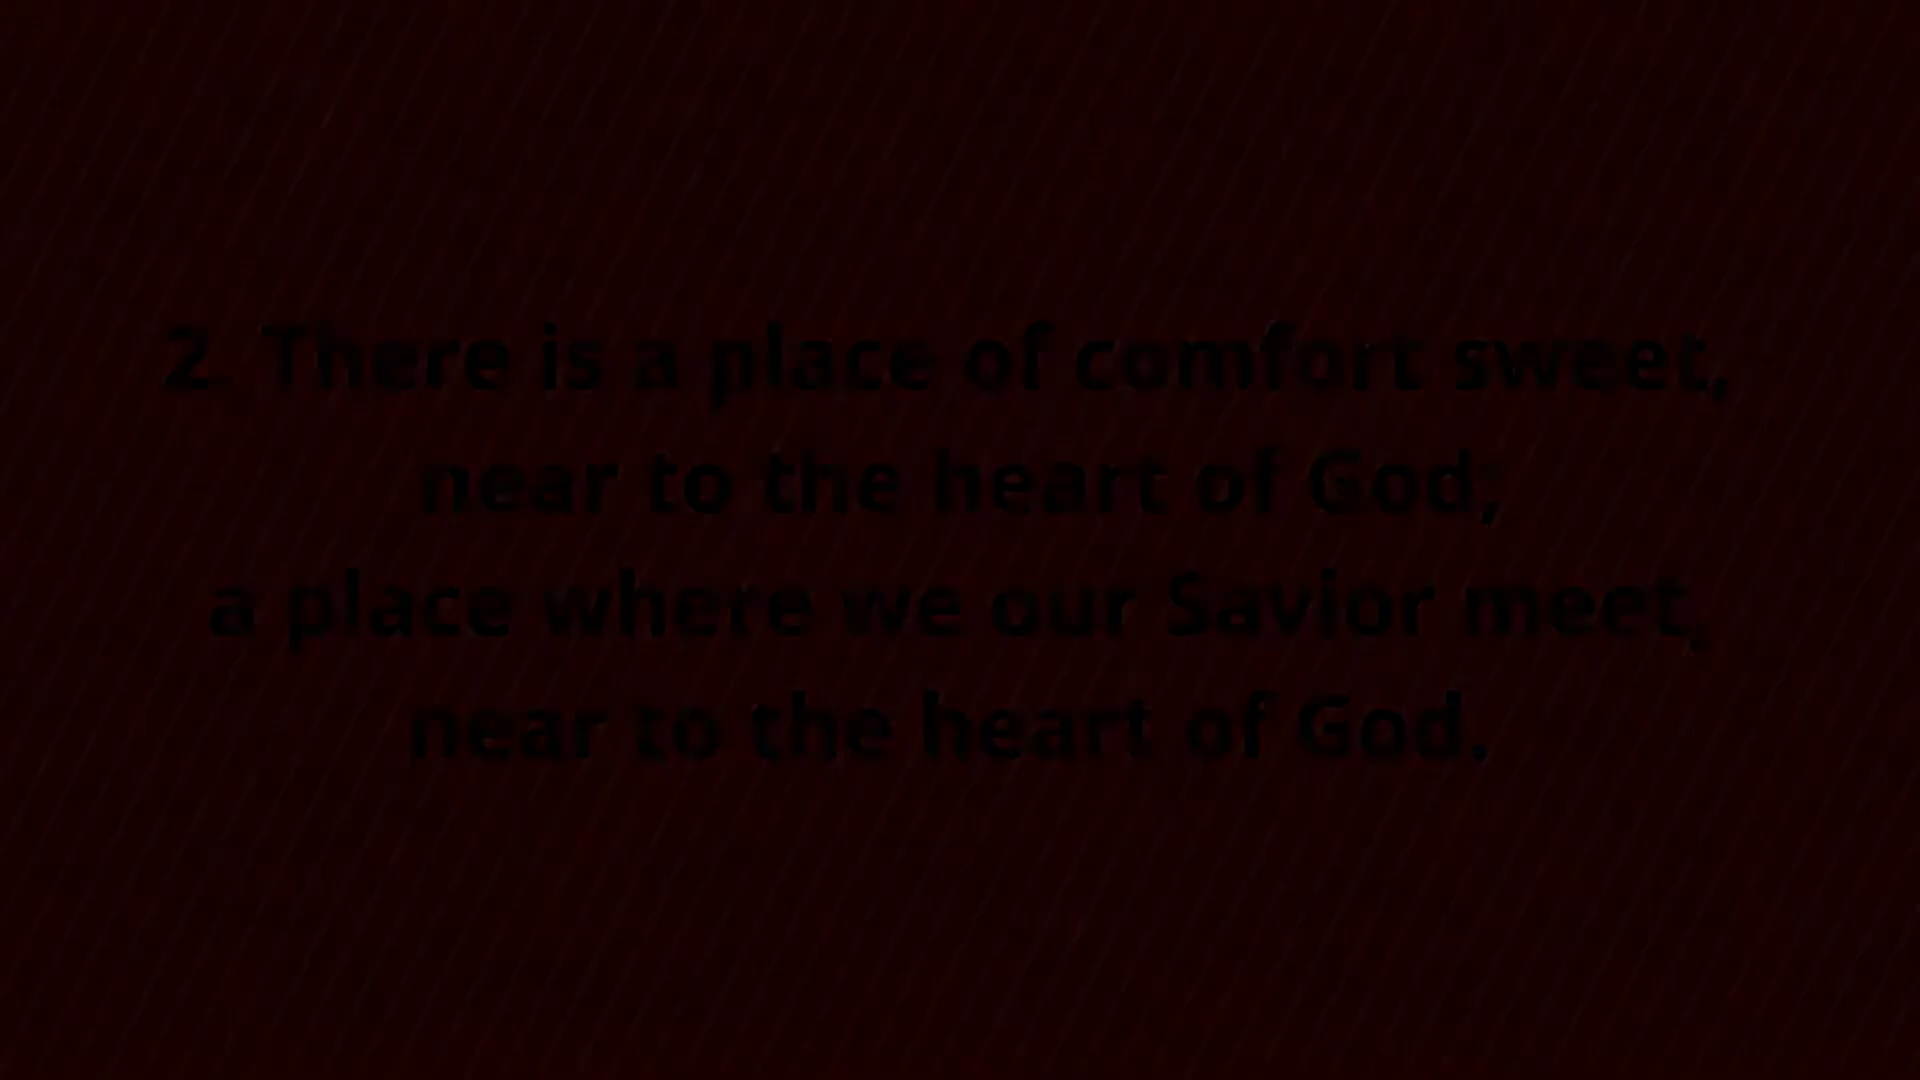 2. There is a place of comfort sweet,
near to the heart of God;
a place where we our Savior meet,
near to the heart of God.